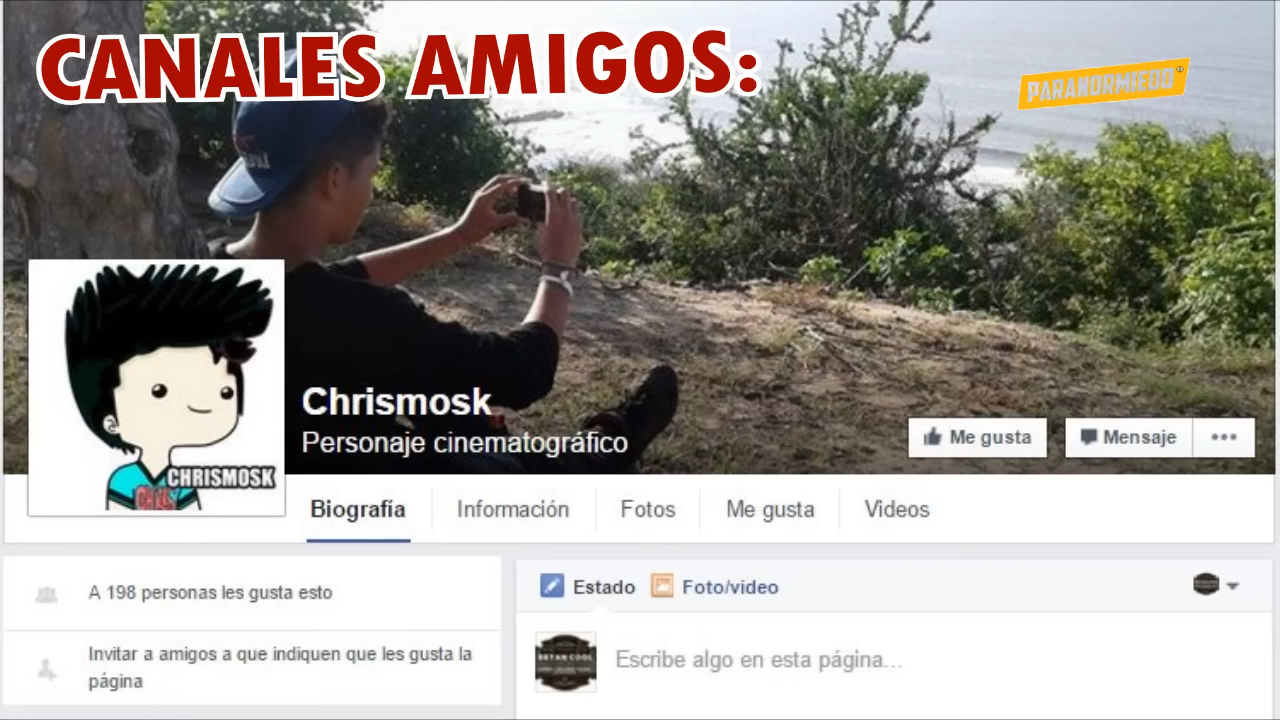 CANALES AMIGOS:
PARANORMIEDO
Chrismosk
Personaje cinematográfico
Me gusta
Mensaje
CHRISMOSK
Biografía
Información
Fotos
Me gusta
Videos
A 198 personas les gusta esto
Estado
Foto/video
Invitar a amigos a que indiquen que les gusta la
página
BRYAN COOL
Escribe algo en esta página...